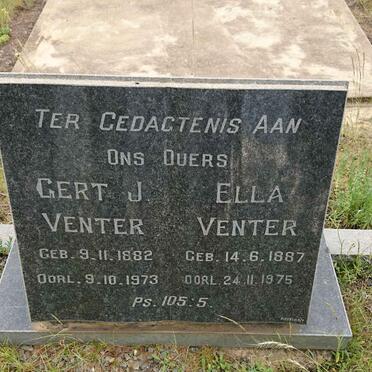 TER GEDACTENIS AAN
ONS OUERS
GERT J. ELLA
VENTER VENTER
GEB. 9.11.1882 GEB. 14.6.1887
OORL. 9.10.1973 OORL. 24.11.1975
PS. 105:5.